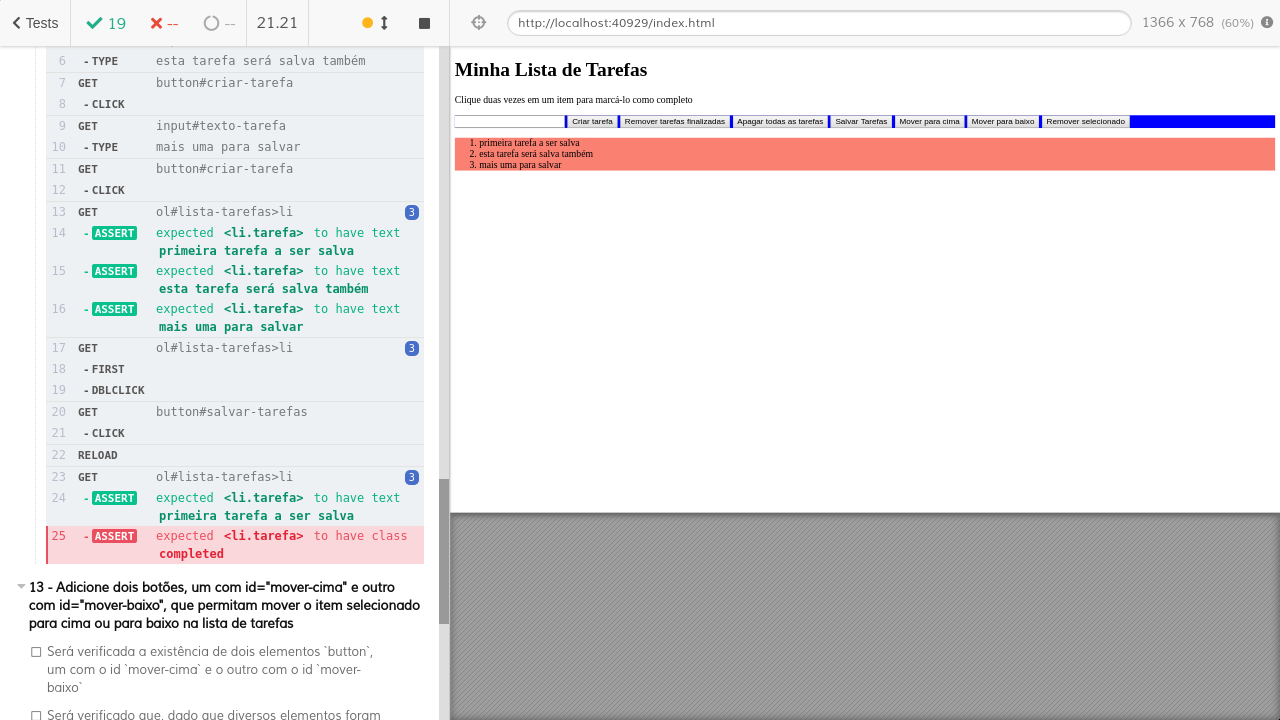 Tests 19 -- -- 21.21
6 - TYPE esta tarefa será salva também
7 GET button#criar-tarefa
8 - CLICK
9 GET input#texto-tarefa
10 - TYPE mais uma para salvar
11 GET button#criar-tarefa
12 - CLICK
13 GET ol#lista-tarefas>li 3
14 - ASSERT expected <li.tarefa> to have text
primeira tarefa a ser salva
15 - ASSERT expected <li.tarefa> to have text
esta tarefa será salva também
16 - ASSERT expected <li.tarefa> to have text
mais uma para salvar
17 GET ol#lista-tarefas>li 3
18 - FIRST
19 - DBLCLICK
20 GET button#salvar-tarefas
21 - CLICK
22 RELOAD
23 GET ol#lista-tarefas>li 3
24 - ASSERT expected <li.tarefa> to have text
primeira tarefa a ser salva
25 - ASSERT expected <li.tarefa> to have class
completed
13 - Adicione dois botões, um com id="mover-cima" e outro
com id="mover-baixo", que permitam mover o item selecionado
para cima ou para baixo na lista de tarefas
Será verificada a existência de dois elementos `button`,
um com o id `mover-cima` e o outro com o id `mover-
baixo`
Será verificado que, dado que diversos elementos foram
http://localhost:40929/index.html 1366 x 768 (60%)
Minha Lista de Tarefas
Clique duas vezes em um item para marcá-lo como completo
Criar tarefa Remover tarefas finalizadas Apagar todas as tarefas Salvar Tarefas Mover para cima Mover para baixo Remover selecionado
1. primeira tarefa a ser salva
2. esta tarefa será salva também
3. mais uma para salvar